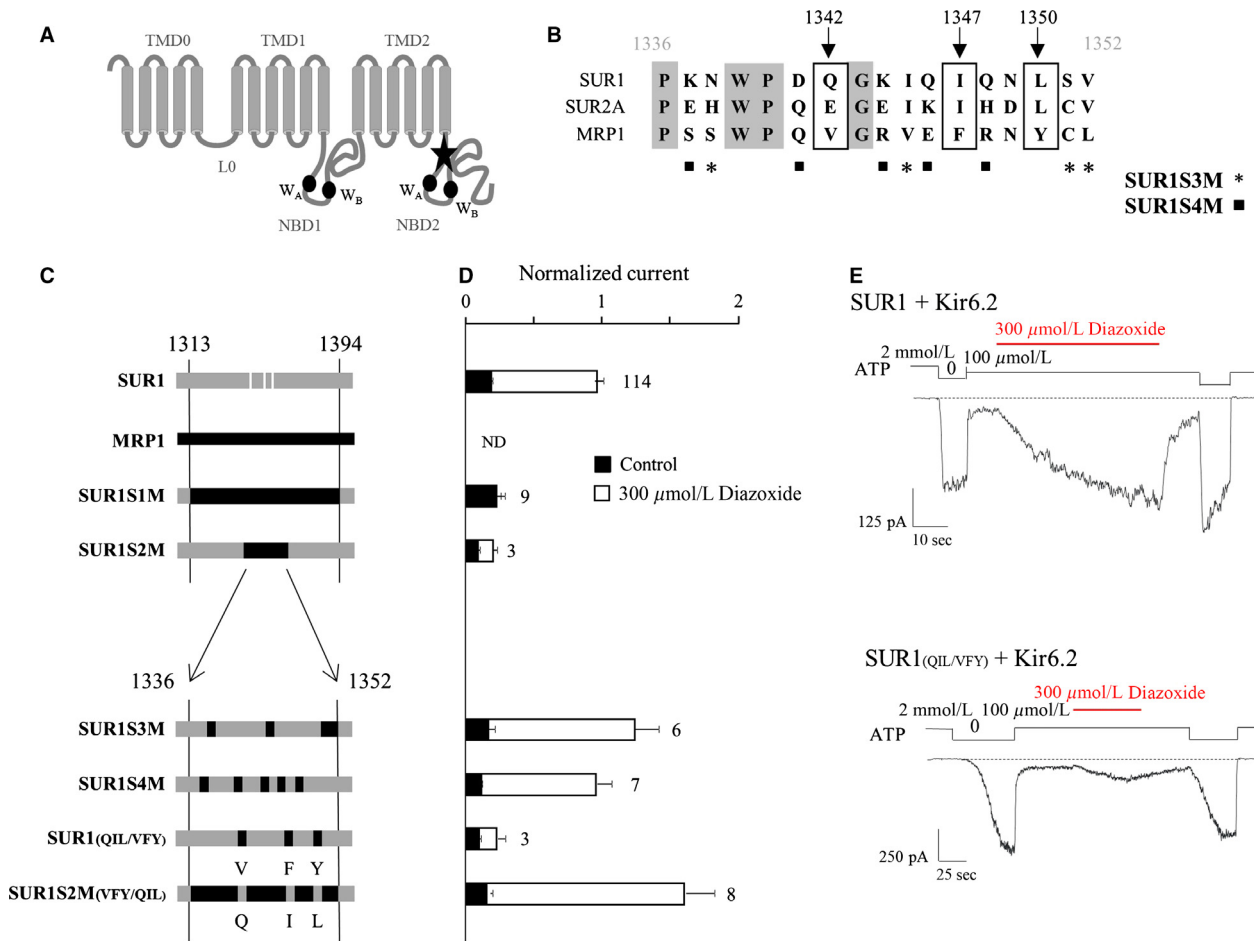 A
TMD0 TMD1 TMD2
L0
W_A W_B W_A W_B
NBD1 NBD2
B
1342 1347 1350
1336 1352
SUR1 P K N W P D Q G K I Q I Q N L S V
SUR2A P E H W P Q E G E I K I H D L C V
MRP1 P S S W P Q V G R V E F R N Y C L
■ * ■ ■ * ■ ■ * *
SUR1S3M *
SUR1S4M ■
C
1313 1394
SUR1
MRP1
SUR1S1M
SUR1S2M
1336 1352
SUR1S3M
SUR1S4M
SUR1(QIL/VFY)
V F Y
SUR1S2M(VFY/QIL)
Q I L
D
Normalized current
0 1 2
114
ND
Control
300 µmol/L Diazoxide
9
3
6
7
3
8
E
SUR1 + Kir6.2
300 µmol/L Diazoxide
2 mmol/L 100 µmol/L
ATP 0
125 pA
10 sec
SUR1(QIL/VFY) + Kir6.2
300 µmol/L Diazoxide
2 mmol/L 100 µmol/L
ATP 0
250 pA
25 sec